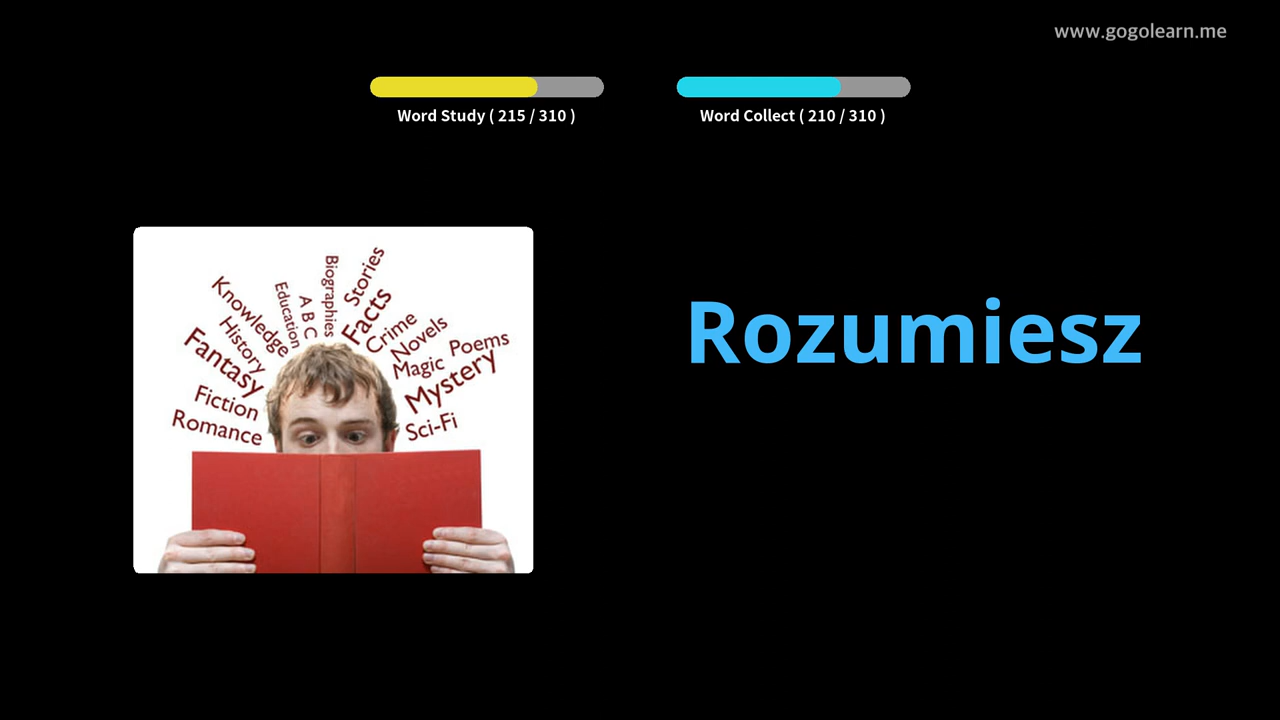 www.gogolearn.me
Word Study ( 215 / 310 )
Word Collect ( 210 / 310 )
Rozumiesz
Stories
Biographies
Facts
Education
A B C
Knowledge
Crime
Novels
History
Poems
Fantasy
Magic
Mystery
Fiction
Romance
Sci-Fi